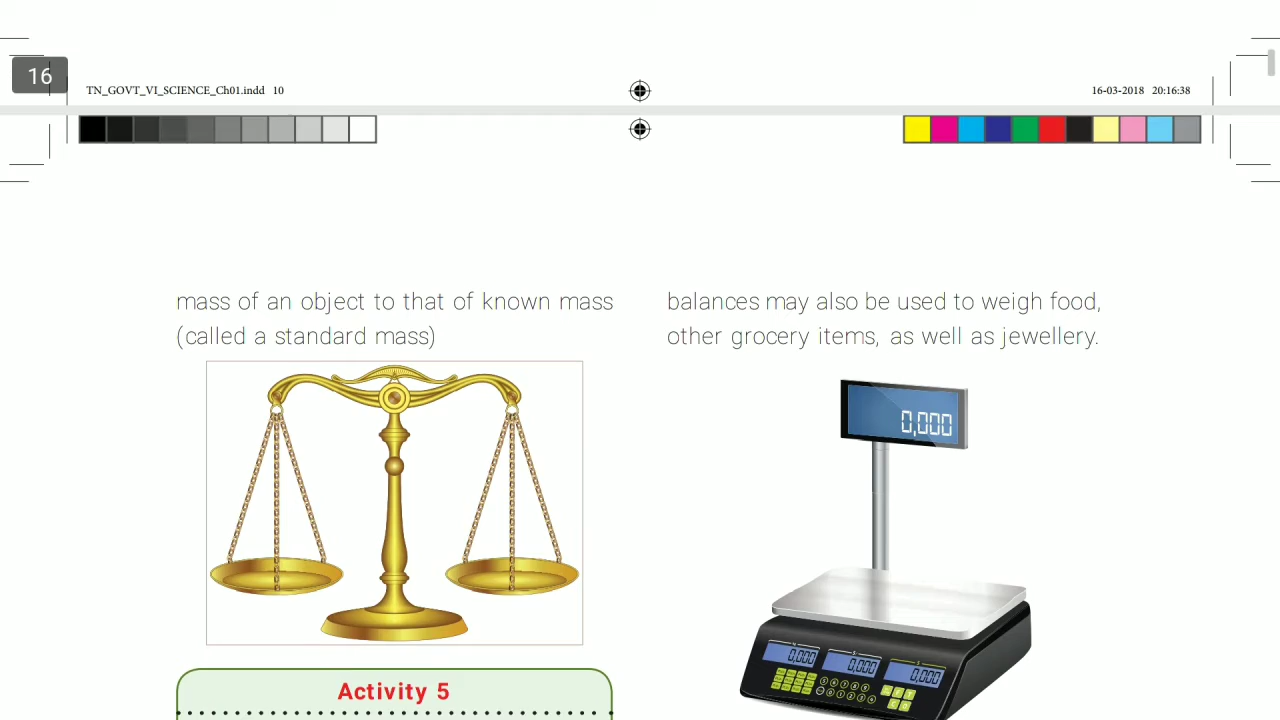 16
TN_GOVT_VI_SCIENCE_Ch01.indd 10
16-03-2018 20:16:38
mass of an object to that of known mass
(called a standard mass)
balances may also be used to weigh food,
other grocery items, as well as jewellery.
0,000
0,000 0,000 0,000
Activity 5